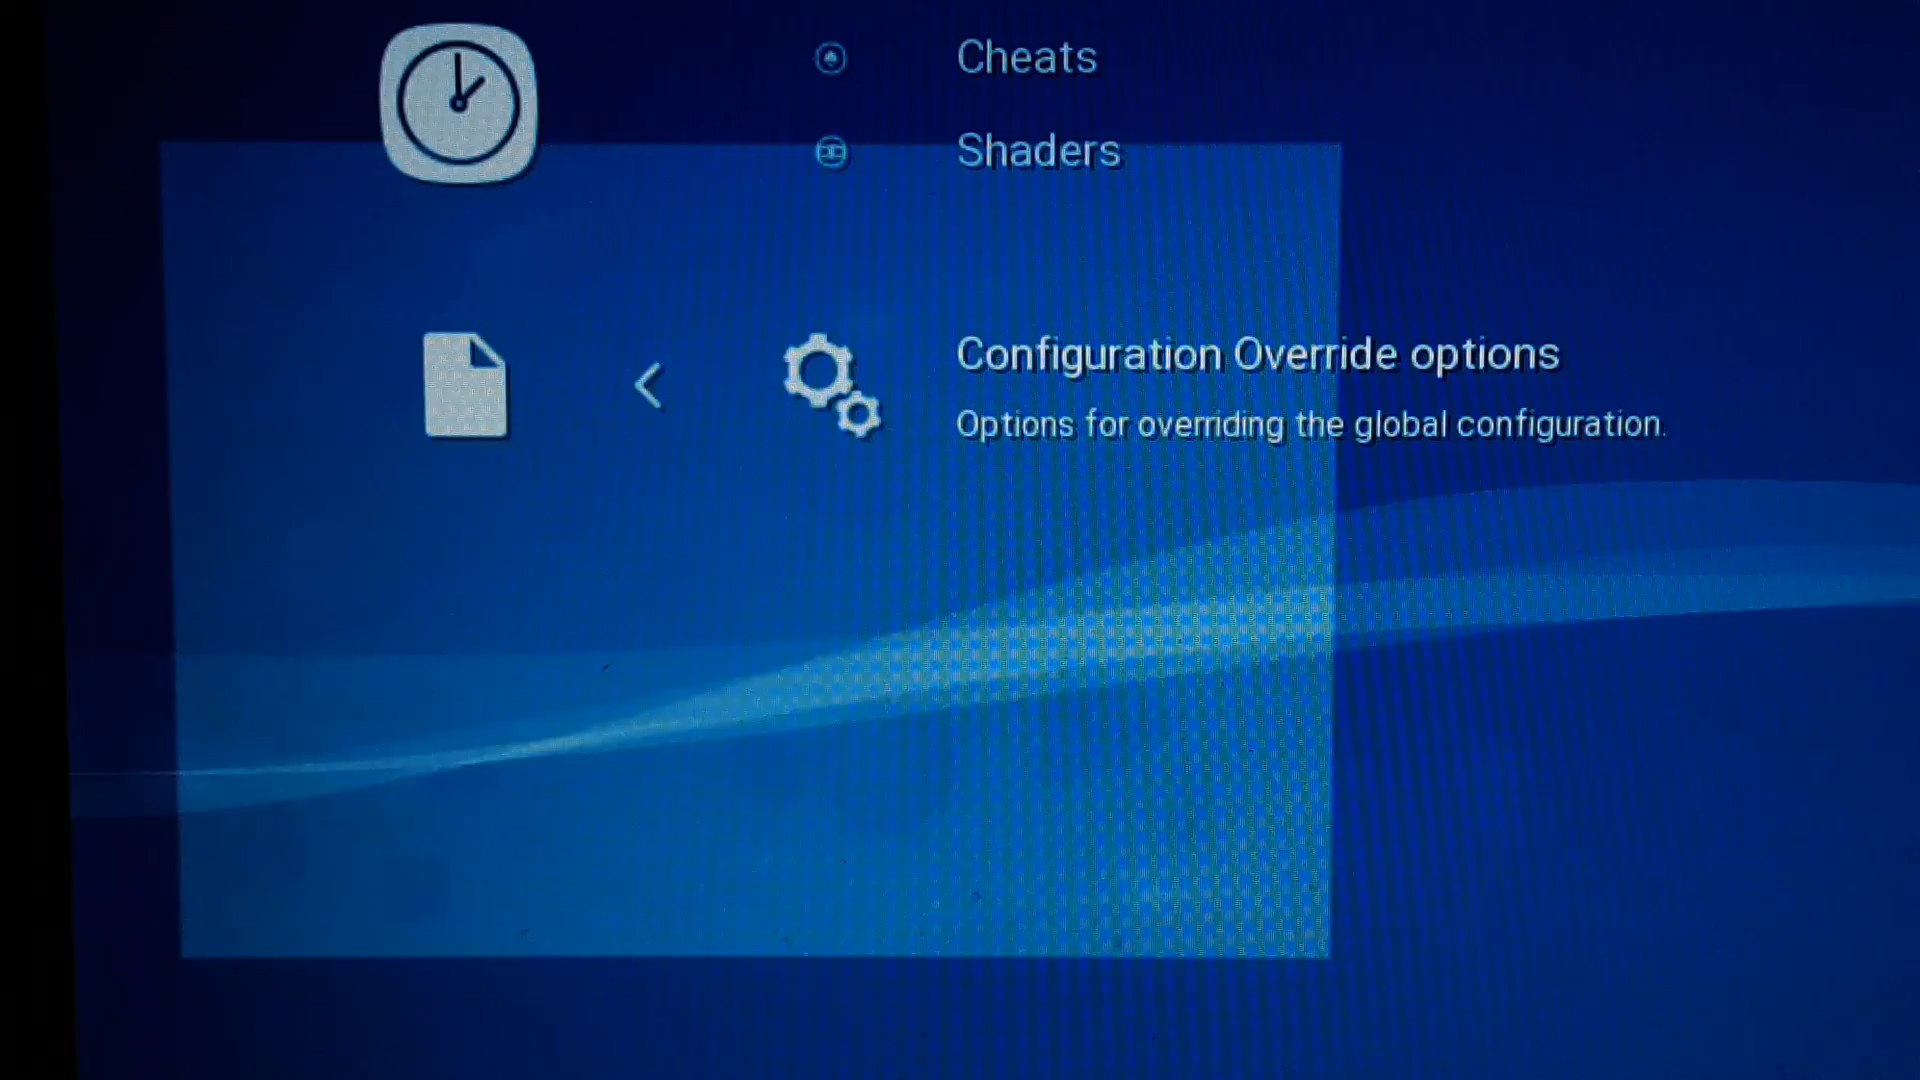 Cheats
Shaders
Configuration Override options
Options for overriding the global configuration.